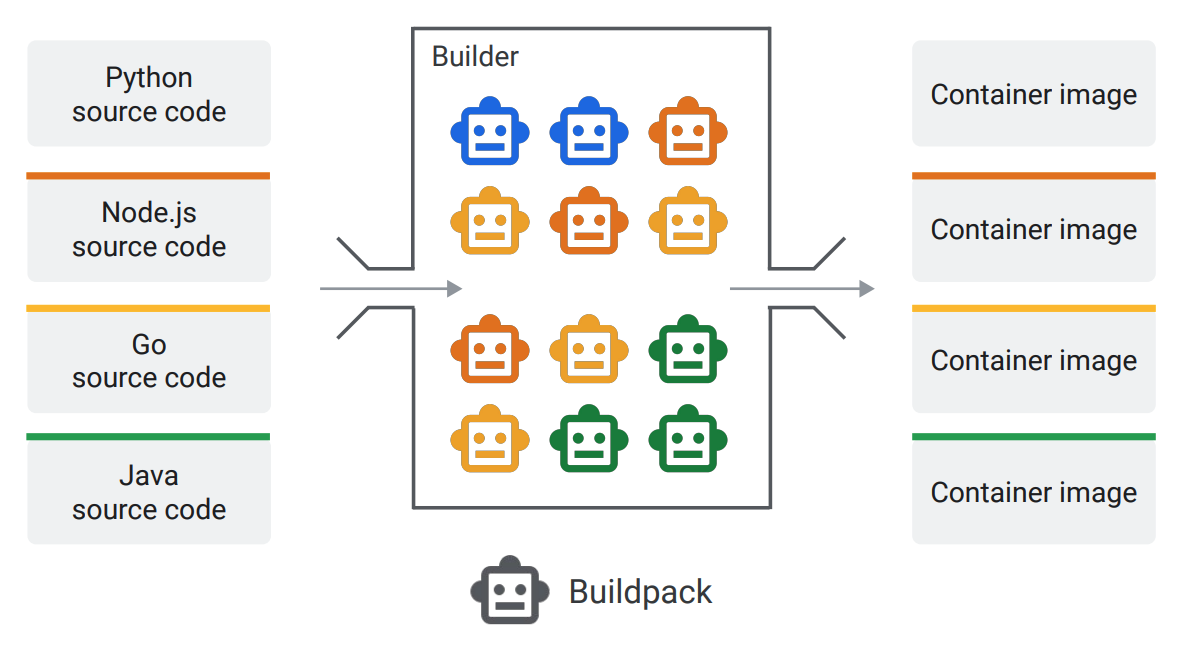 Python
source code
Node.js
source code
Go
source code
Java
source code
Builder
Container image
Container image
Container image
Container image
Buildpack